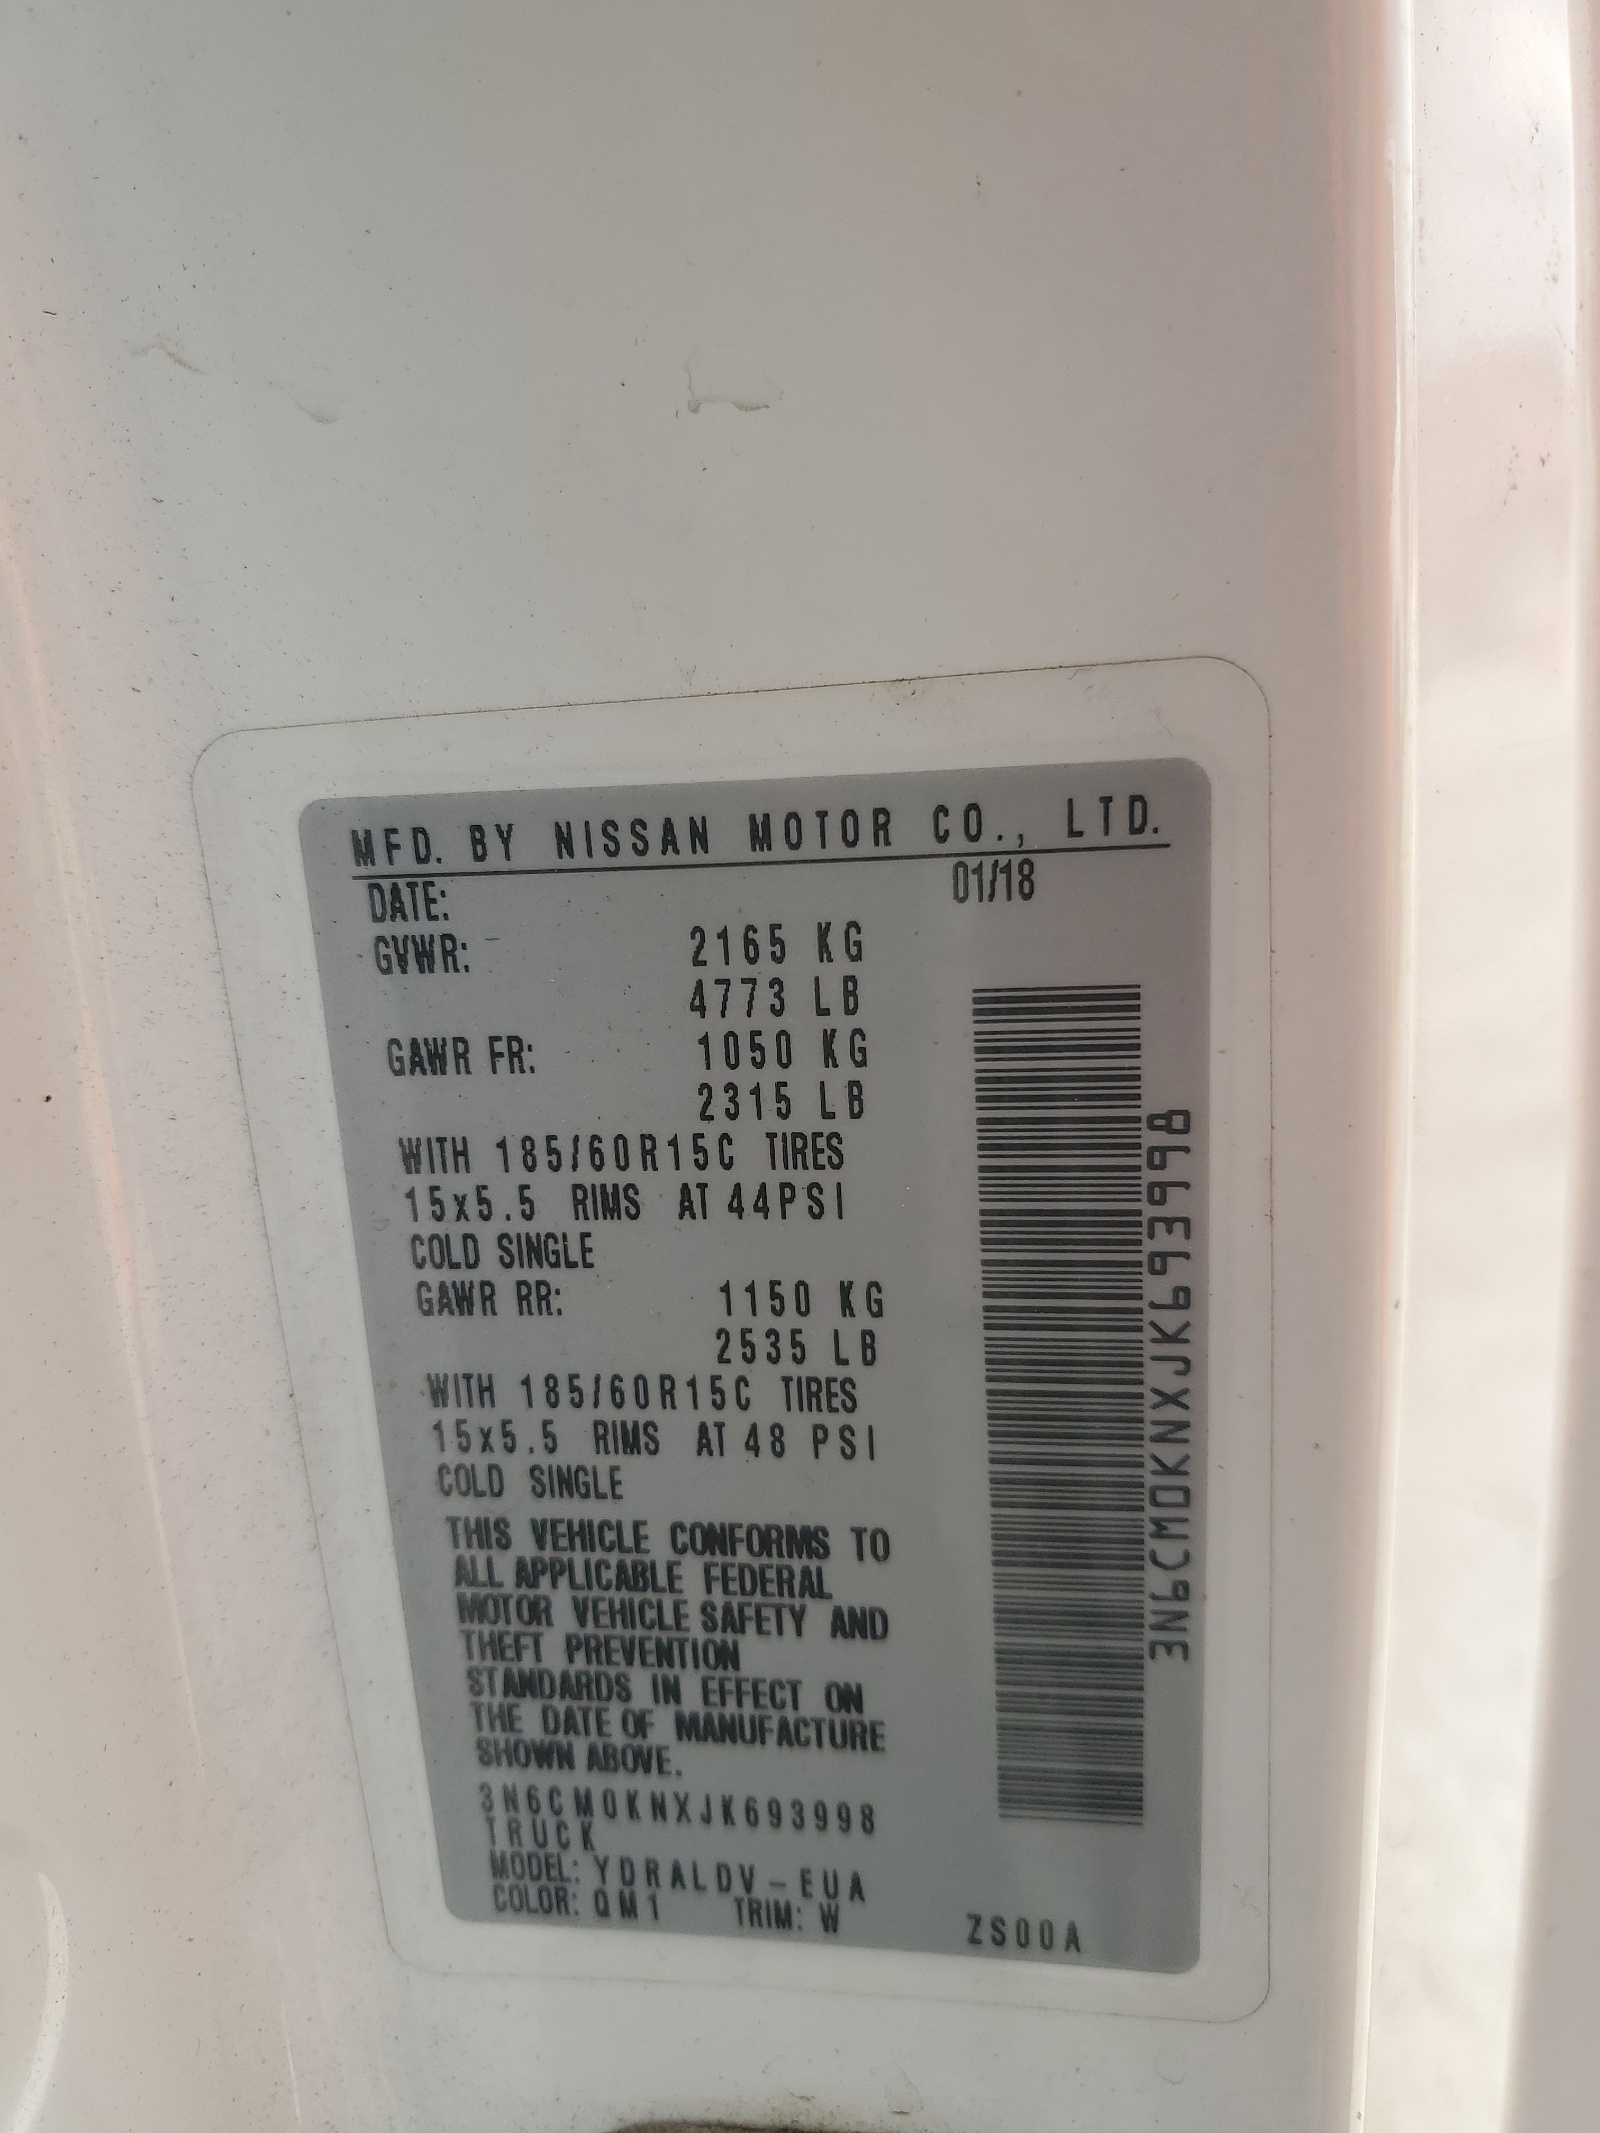 MFD. BY NISSAN MOTOR CO., LTD.
DATE: 01/18
GVWR: 2165 KG
4773 LB
GAWR FR: 1050 KG
2315 LB
WITH 185/60R15C TIRES
15x5.5 RIMS AT 44PSI
COLD SINGLE
GAWR RR: 1150 KG
2535 LB
WITH 185/60R15C TIRES
15x5.5 RIMS AT 48 PSI
COLD SINGLE
THIS VEHICLE CONFORMS TO
ALL APPLICABLE FEDERAL
MOTOR VEHICLE SAFETY AND
THEFT PREVENTION
STANDARDS IN EFFECT ON
THE DATE OF MANUFACTURE
SHOWN ABOVE.
3N6CM0KNXJK693998
TRUCK
MODEL: YDRALDV-EUA
COLOR: QM1 TRIM: W ZS00A
3N6CM0KNXJK693998